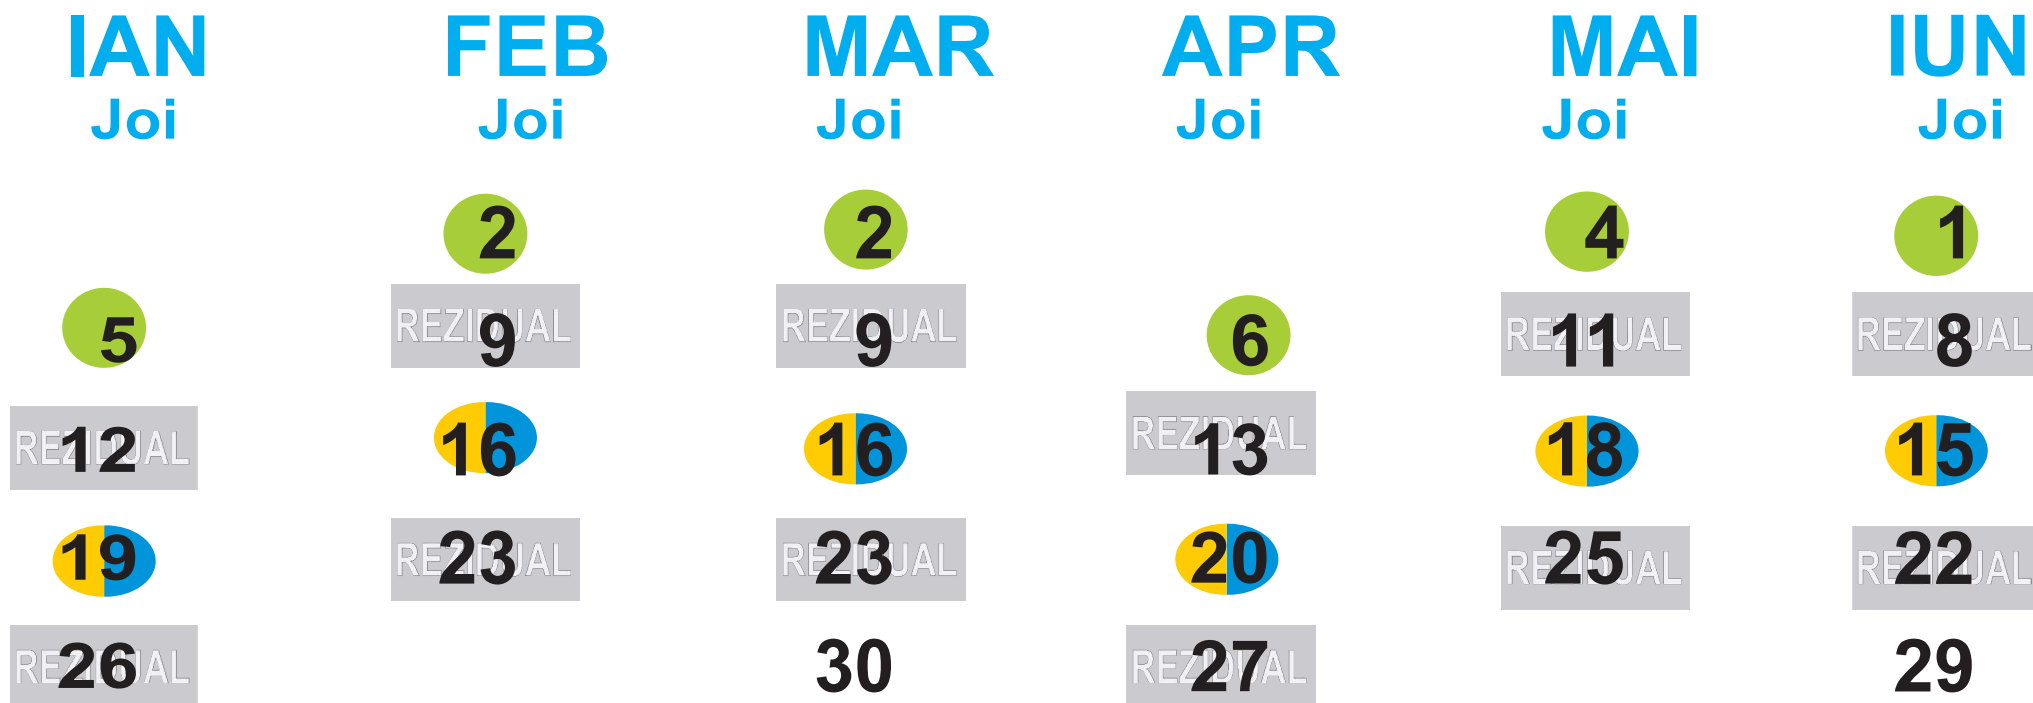 IAN FEB MAR APR MAI IUN
Joi Joi Joi Joi Joi Joi
2 2 4 1
5 REZIDUAL 9 REZIDUAL 9 6 REZIDUAL 11 REZIDUAL 8
REZIDUAL 12 16 16 REZIDUAL 13 18 15
19 REZIDUAL 23 REZIDUAL 23 20 REZIDUAL 25 REZIDUAL 22
REZIDUAL 26 30 REZIDUAL 27 29